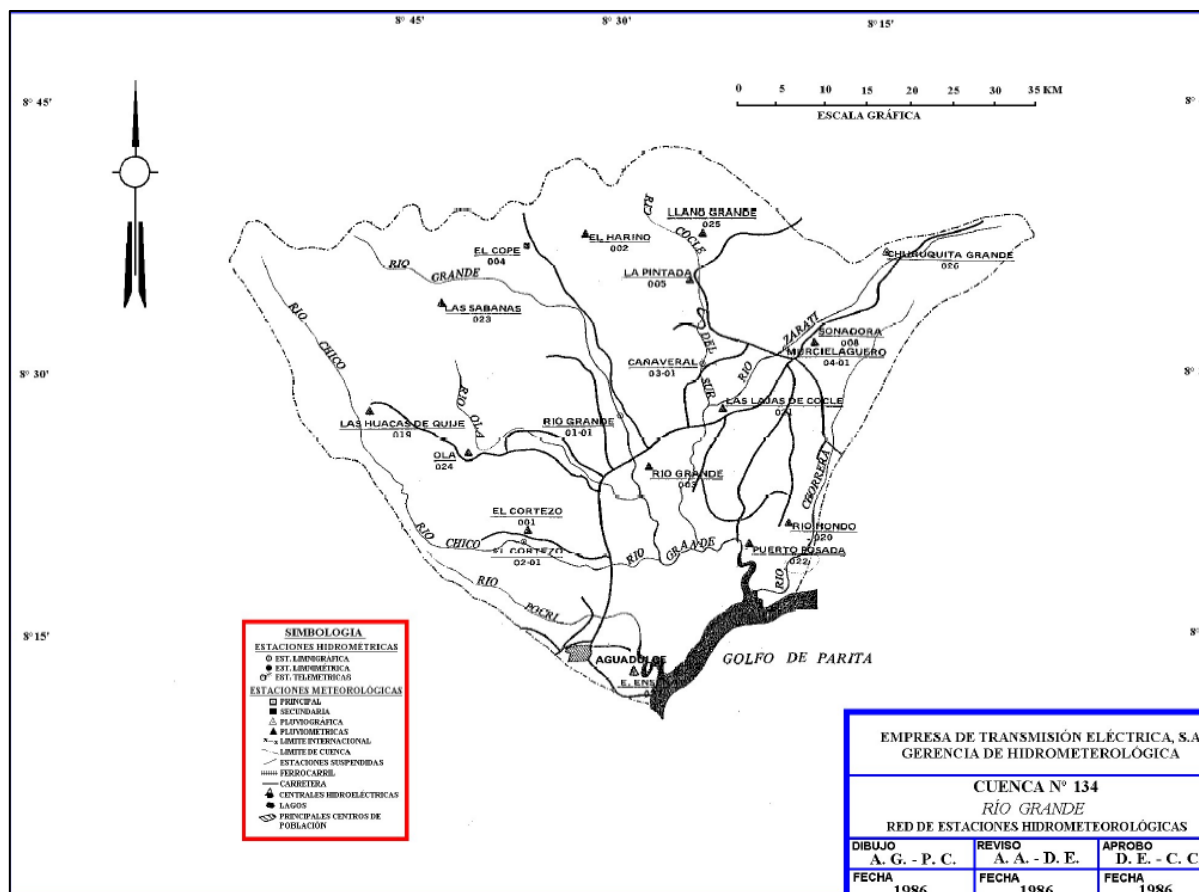 8° 45'
8° 30'
8° 15'
8° 45'
8°
0 5 10 15 20 25 30 35 KM
ESCALA GRÁFICA
RIO
COCLE
DEL
SUR
LLANO GRANDE
025
EL HARINO
002
EL COPE
004
CHURUQUITA GRANDE
026
RIO
GRANDE
LA PINTADA
005
LAS SABANAS
023
RIO
CHICO
ZARATI
RIO
SONADORA
008
MURCIELAGUERO
04-01
CAÑAVERAL
03-01
8° 30'
8°
RIO
OLA
LAS HUACAS DE QUIJE
019
RIO GRANDE
01-01
LAS LAJAS DE COCLE
021
OLA
024
RIO GRANDE
003
CHORRERA
RIO
EL CORTEZO
001
RIO
CHICO
EL CORTEZO
02-01
RIO
GRANDE
RIO HONDO
020
PUERTO POSADA
022
RIO
POCRI
8° 15'
8°
AGUADULCE
GOLFO DE PARITA
SIMBOLOGIA
ESTACIONES HIDROMÉTRICAS
EST. LIMNIGRAFICA
EST. LIMNIMÉTRICA
EST. TELEMETRICAS
ESTACIONES METEOROLÓGICAS
PRINCIPAL
SECUNDARIA
PLUVIOGRÁFICA
PLUVIOMETRICAS
LIMITE INTERNACIONAL
LIMITE DE CUENCA
ESTACIONES SUSPENDIDAS
FERROCARRIL
CARRETERA
CENTRALES HIDROELÉCTRICAS
LAGOS
PRINCIPALES CENTROS DE
POBLACIÓN
EMPRESA DE TRANSMISIÓN ELÉCTRICA, S.A
GERENCIA DE HIDROMETEROLÓGICA
CUENCA Nº 134
RÍO GRANDE
RED DE ESTACIONES HIDROMETEOROLÓGICAS
DIBUJO REVISO APROBO
A. G. - P. C. A. A. - D. E. D. E. - C. C
FECHA FECHA FECHA
1986 1986 1986